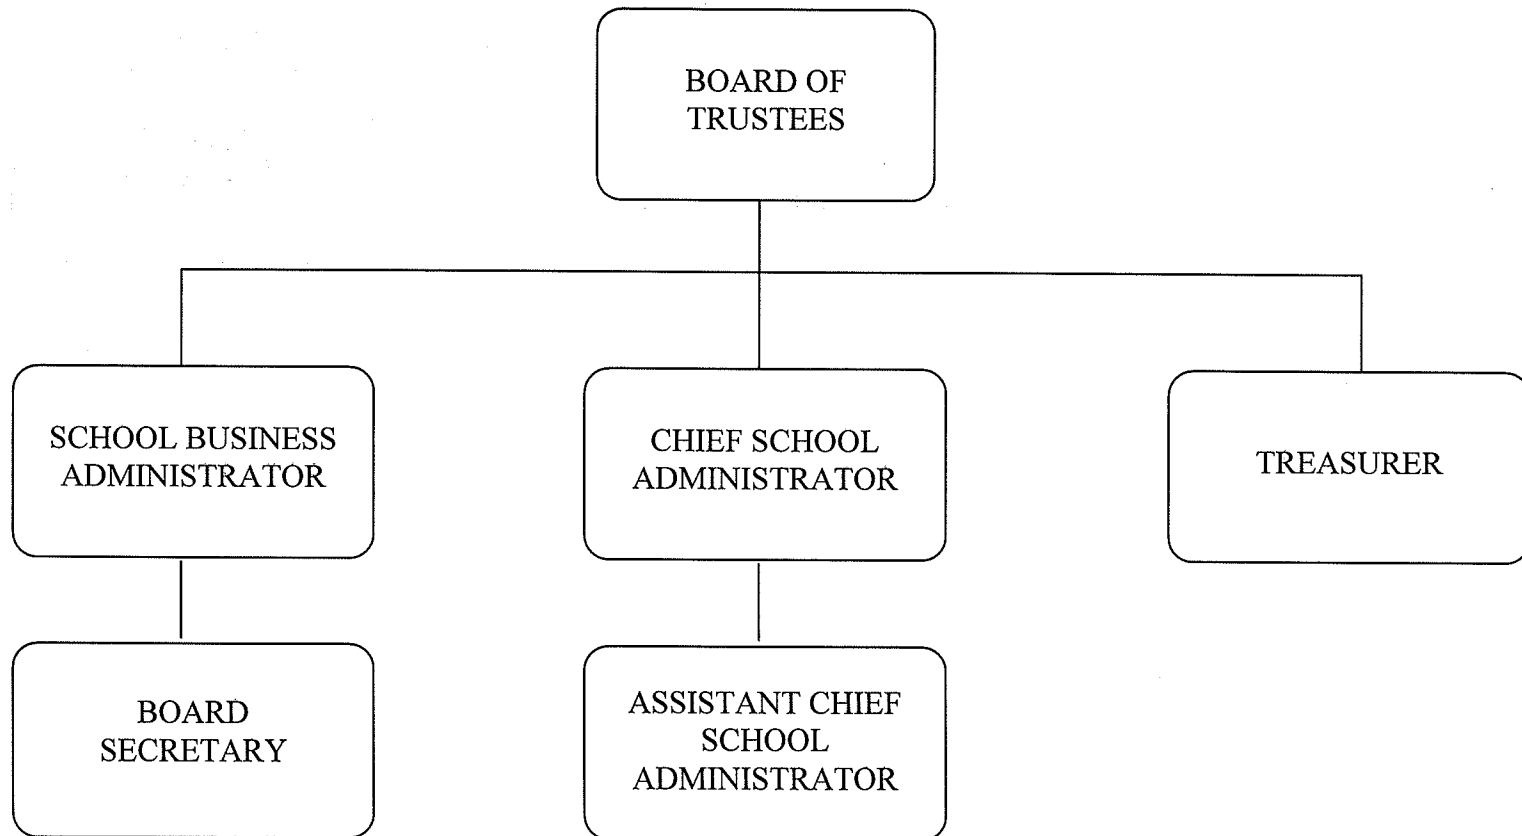 BOARD OF
TRUSTEES
SCHOOL BUSINESS
ADMINISTRATOR
CHIEF SCHOOL
ADMINISTRATOR
TREASURER
BOARD
SECRETARY
ASSISTANT CHIEF
SCHOOL
ADMINISTRATOR